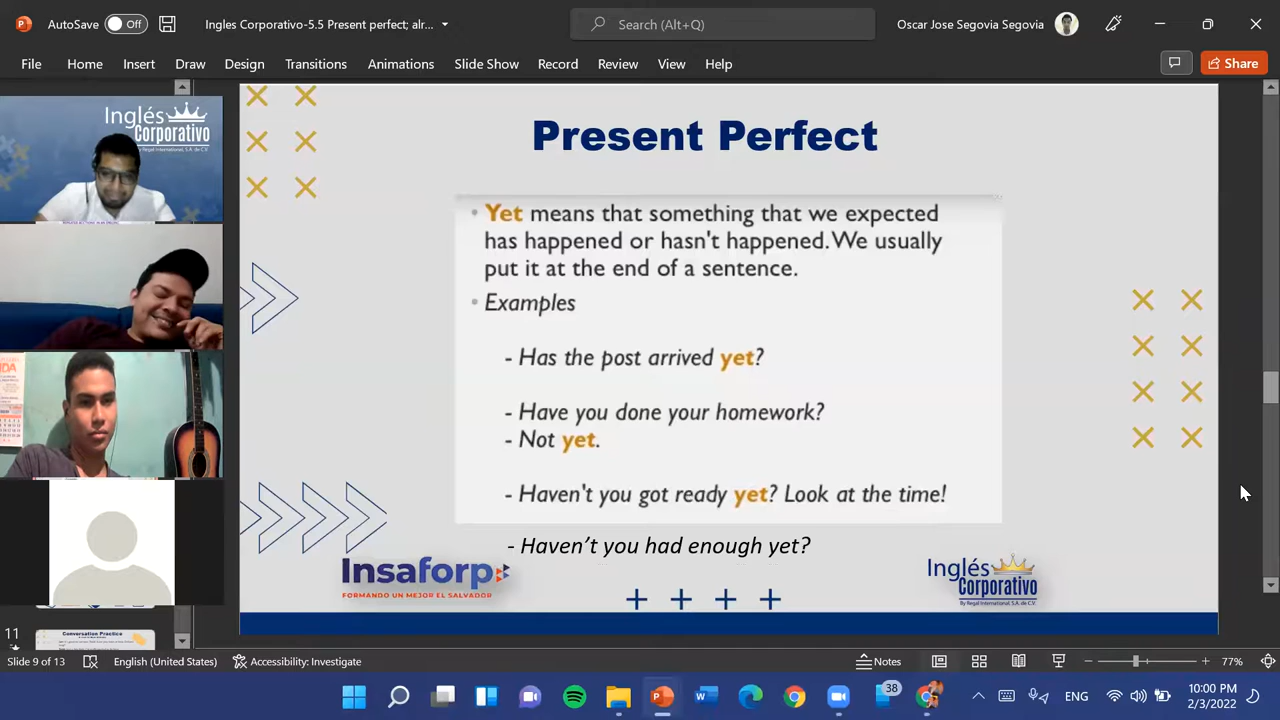 AutoSave Off Ingles Corporativo-5.5 Present perfect; alr... Search (Alt+Q) Oscar Jose Segovia Segovia
File Home Insert Draw Design Transitions Animations Slide Show Record Review View Help Share
Inglés
Corporativo
By Regal International, S.A. de C.V.
Present Perfect
• Yet means that something that we expected
has happened or hasn't happened. We usually
put it at the end of a sentence.
• Examples
- Has the post arrived yet?
- Have you done your homework?
- Not yet.
- Haven't you got ready yet? Look at the time!
- Haven’t you had enough yet?
Insaforp
FORMANDO UN MEJOR EL SALVADOR
Inglés
Corporativo
By Regal International, S.A. de C.V.
11
Conversation Practice
Slide 9 of 13 English (United States) Accessibility: Investigate Notes 77%
38 ENG 10:00 PM
2/3/2022